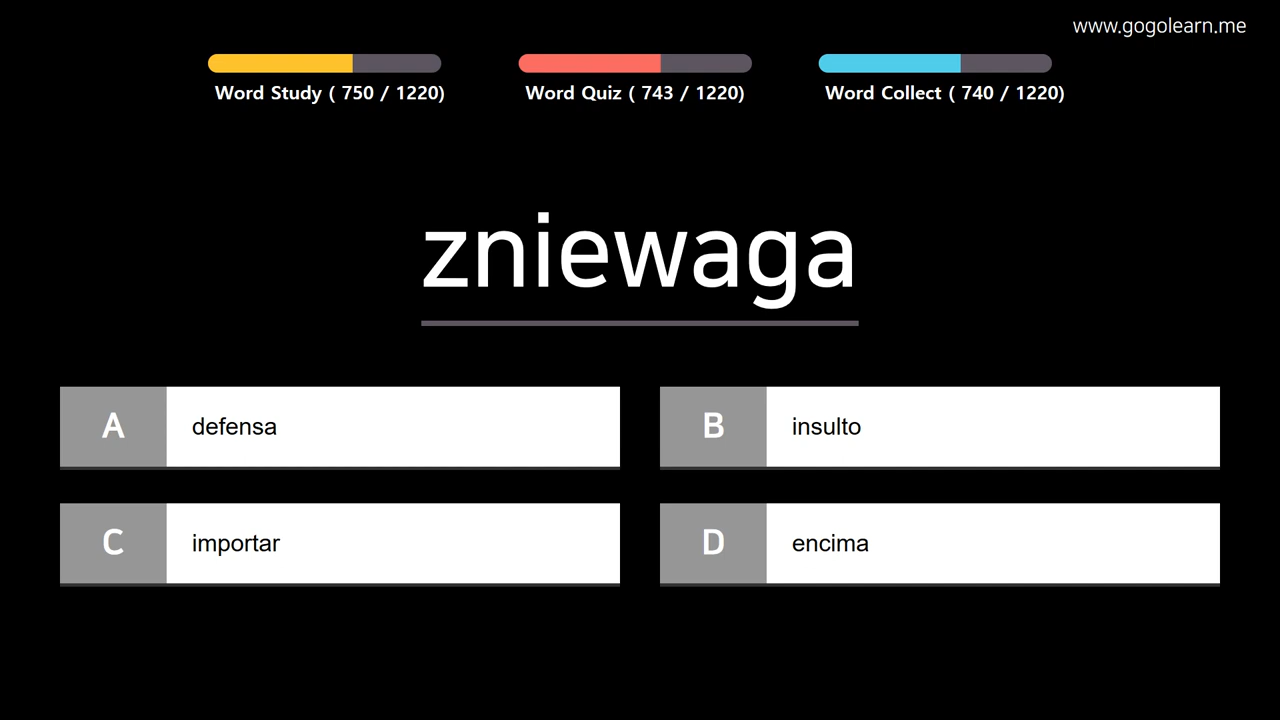 www.gogolearn.me
Word Study ( 750 / 1220)
Word Quiz ( 743 / 1220)
Word Collect ( 740 / 1220)
zniewaga
A defensa
B insulto
C importar
D encima